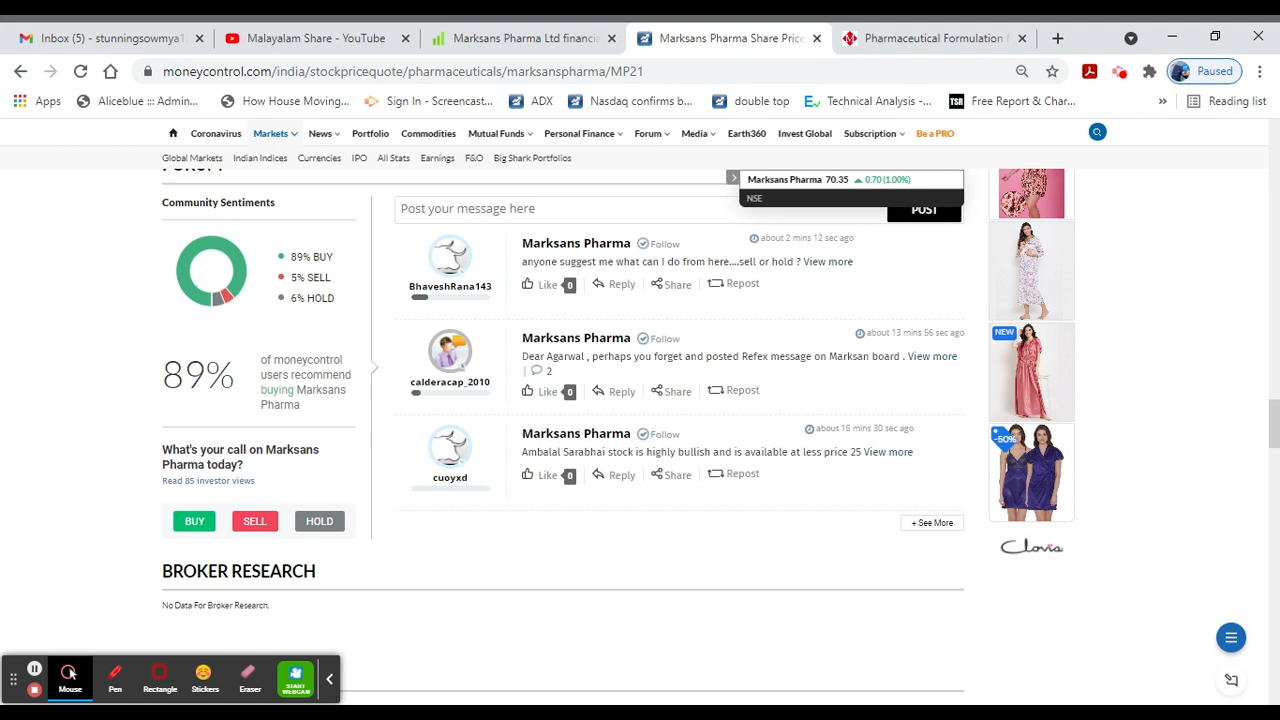 Inbox (5) - stunningsowmya1
Malayalam Share - YouTube
Marksans Pharma Ltd financia
Marksans Pharma Share Price
Pharmaceutical Formulation f
moneycontrol.com/india/stockpricequote/pharmaceuticals/marksanspharma/MP21
Paused
Apps
Aliceblue ::: Admin...
How House Moving...
Sign In - Screencast...
ADX
Nasdaq confirms b...
double top
Technical Analysis -...
TSR
Free Report & Char...
»
Reading list
Coronavirus
Markets
News
Portfolio
Commodities
Mutual Funds
Personal Finance
Forum
Media
Earth360
Invest Global
Subscription
Be a PRO
Global Markets
Indian Indices
Currencies
IPO
All Stats
Earnings
F&O
Big Shark Portfolios
FORUM
Marksans Pharma 70.35 0.70 (1.00%)
NSE
Community Sentiments
89% BUY
5% SELL
6% HOLD
89%
of moneycontrol
users recommend
buying Marksans
Pharma
What's your call on Marksans
Pharma today?
Read 85 investor views
BUY
SELL
HOLD
Post your message here
POST
BhaveshRana143
Marksans Pharma Follow
about 2 mins 12 sec ago
anyone suggest me what can I do from here....sell or hold ? View more
Like 0 Reply Share Repost
calderacap_2010
Marksans Pharma Follow
about 13 mins 56 sec ago
Dear Agarwal , perhaps you forget and posted Refex message on Marksan board . View more
| 2
Like 0 Reply Share Repost
cuoyxd
Marksans Pharma Follow
about 15 mins 30 sec ago
Ambalal Sarabhai stock is highly bullish and is available at less price 25 View more
Like 0 Reply Share Repost
+ See More
NEW
-50%
Clovia
BROKER RESEARCH
No Data For Broker Research.
Mouse
Pen
Rectangle
Stickers
Eraser
START
WEBCAM